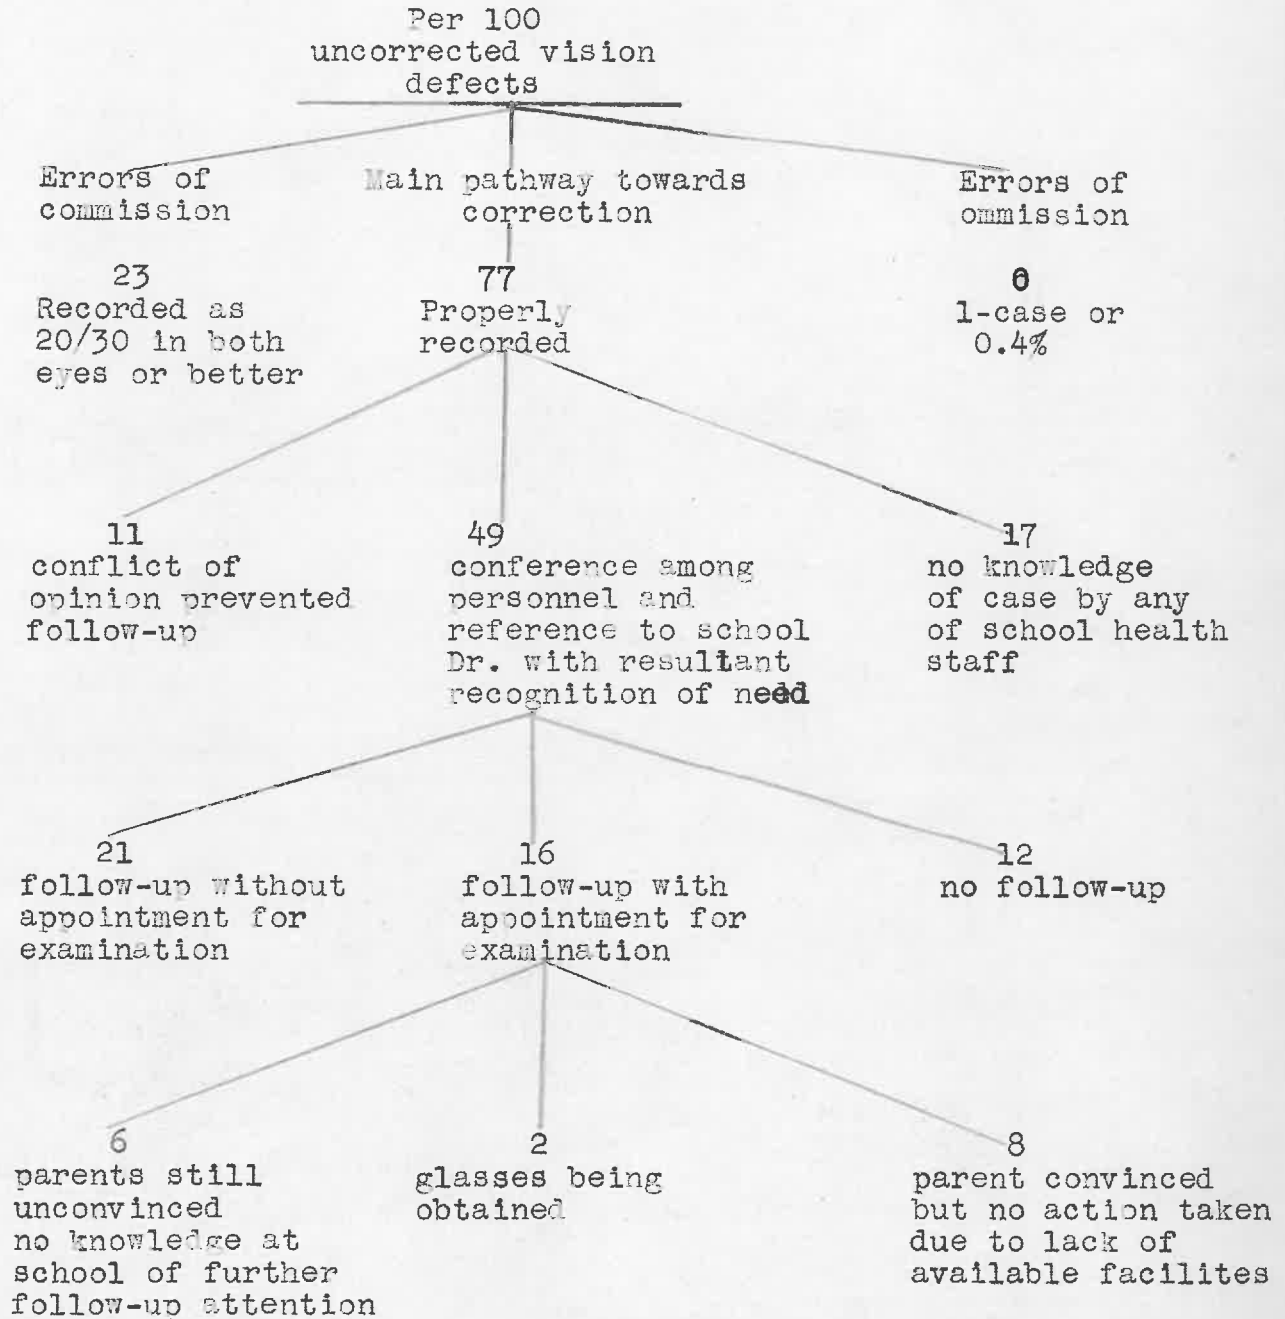 Per 100
uncorrected vision
defects
Errors of
commission
Main pathway towards
correction
Errors of
ommission
23
Recorded as
20/30 in both
eyes or better
77
Properly
recorded
0
1-case or
0.4%
11
conflict of
opinion prevented
follow-up
49
conference among
personnel and
reference to school
Dr. with resultant
recognition of need
17
no knowledge
of case by any
of school health
staff
21
follow-up without
appointment for
examination
16
follow-up with
appointment for
examination
12
no follow-up
6
parents still
unconvinced
no knowledge at
school of further
follow-up attention
2
glasses being
obtained
8
parent convinced
but no action taken
due to lack of
available facilites